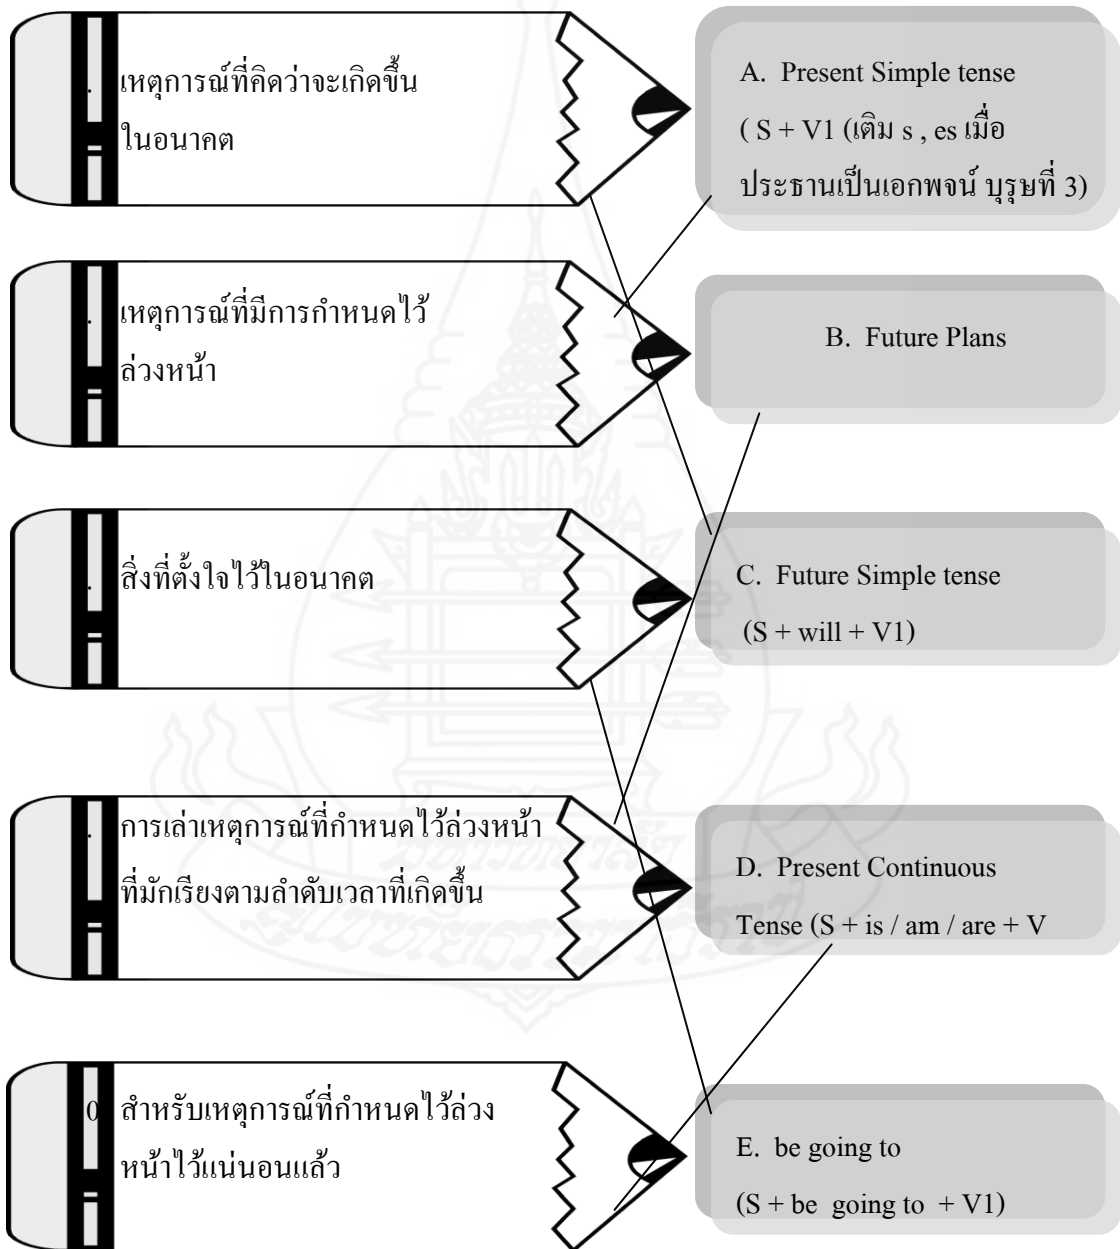 .
เหตุการณ์ที่คิดว่าจะเกิดขึ้น
ในอนาคต
A. Present Simple tense
( S + V1 (เติม s , es เมื่อ
ประธานเป็นเอกพจน์ บุรุษที่ 3)
.
เหตุการณ์ที่มีการกำหนดไว้
ล่วงหน้า
B. Future Plans
.
สิ่งที่ตั้งใจไว้ในอนาคต
C. Future Simple tense
(S + will + V1)
.
การเล่าเหตุการณ์ที่กำหนดไว้ล่วงหน้า
ที่มักเรียงตามลำดับเวลาที่เกิดขึ้น
D. Present Continuous
Tense (S + is / am / are + V
0
สำหรับเหตุการณ์ที่กำหนดไว้ล่วง
หน้าไว้แน่นอนแล้ว
E. be going to
(S + be going to + V1)